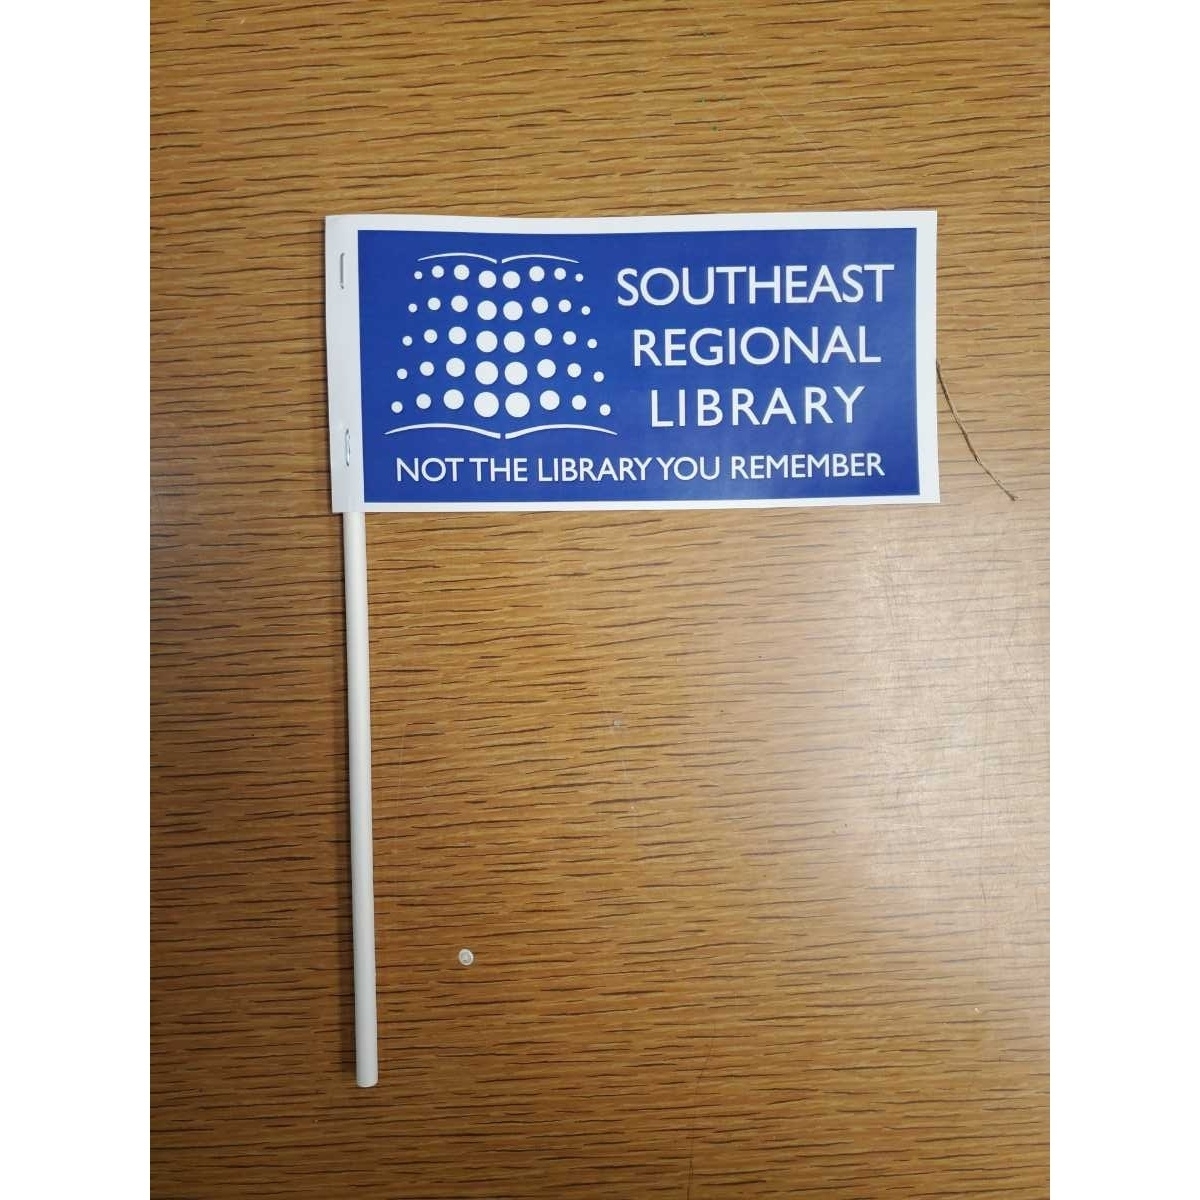 SOUTHEAST
REGIONAL
LIBRARY
NOT THE LIBRARY YOU REMEMBER